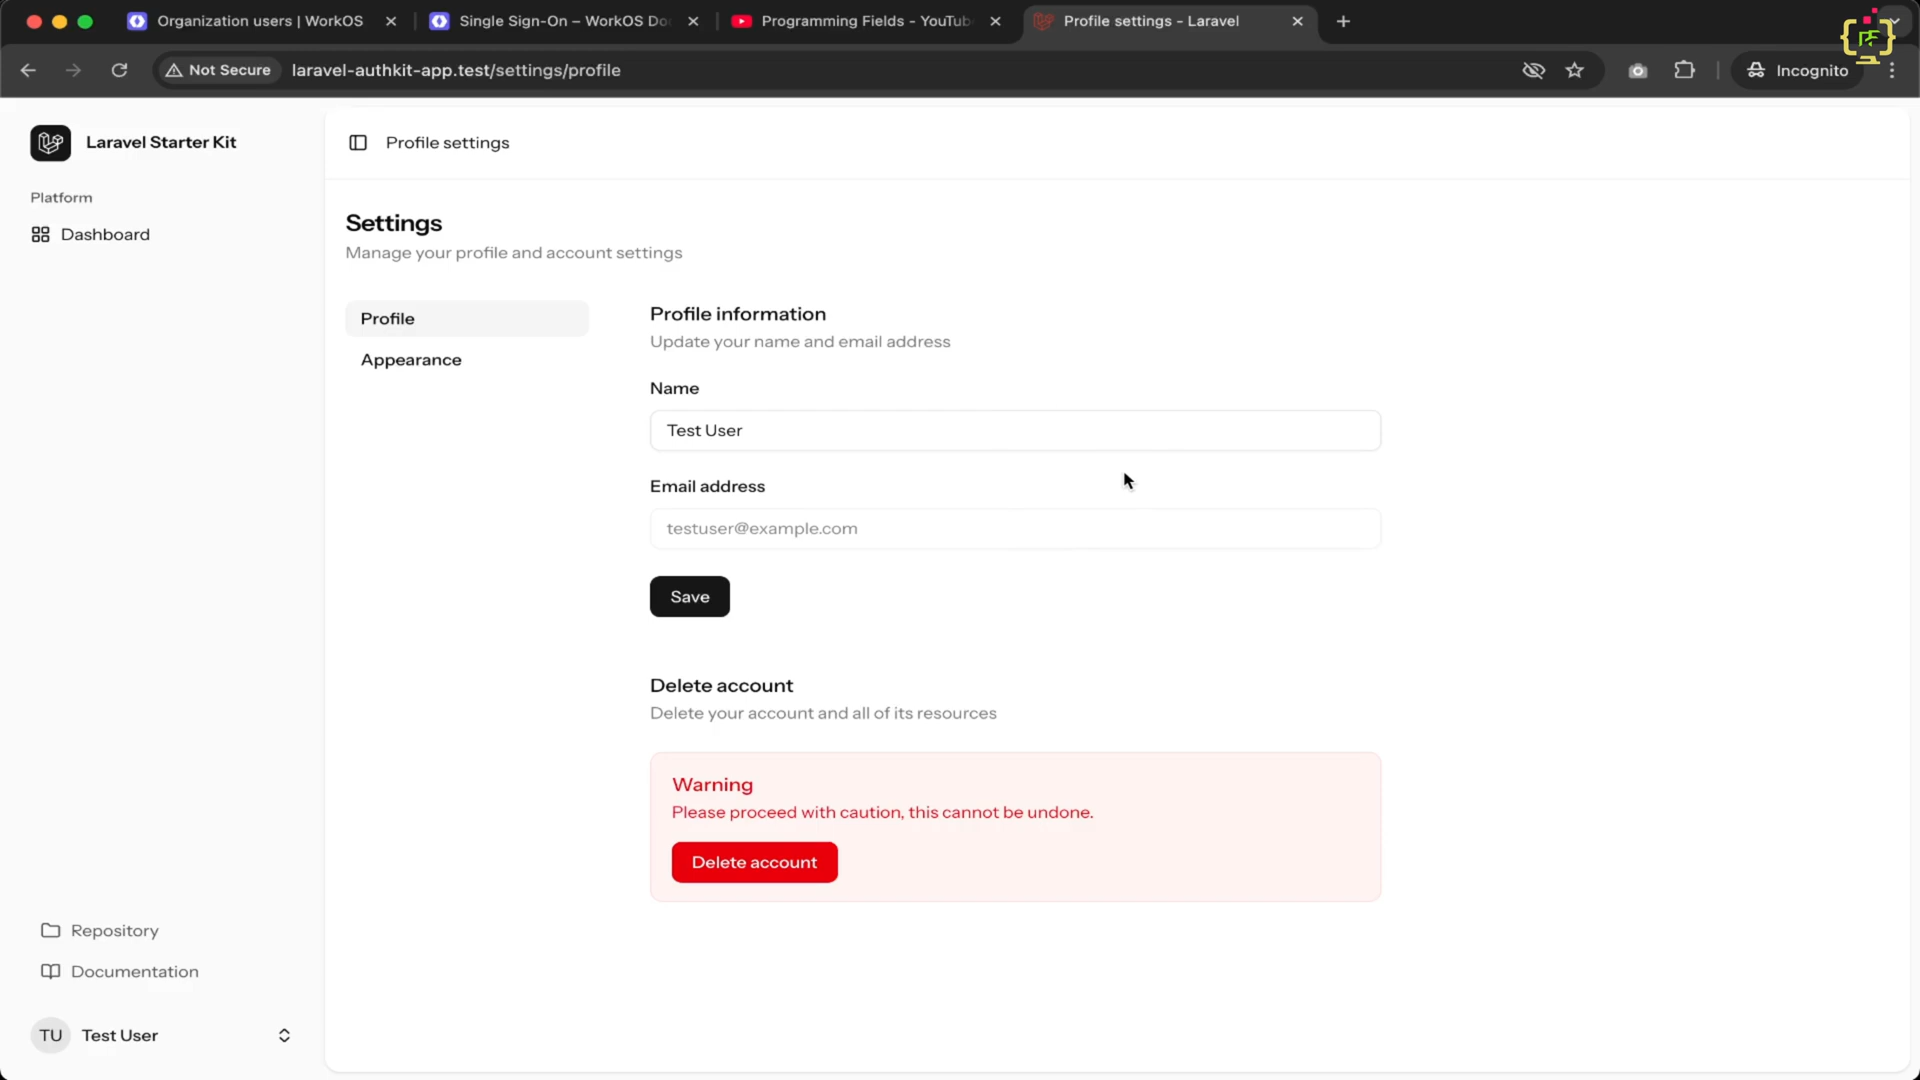 Organization users | WorkOS
Single Sign-On – WorkOS Do
Programming Fields - YouTub
Profile settings - Laravel
Not Secure
laravel-authkit-app.test/settings/profile
Incognito
Laravel Starter Kit
Profile settings
Platform
Dashboard
Settings
Manage your profile and account settings
Profile
Appearance
Profile information
Update your name and email address
Name
Test User
Email address
testuser@example.com
Save
Delete account
Delete your account and all of its resources
Warning
Please proceed with caution, this cannot be undone.
Delete account
Repository
Documentation
TU Test User